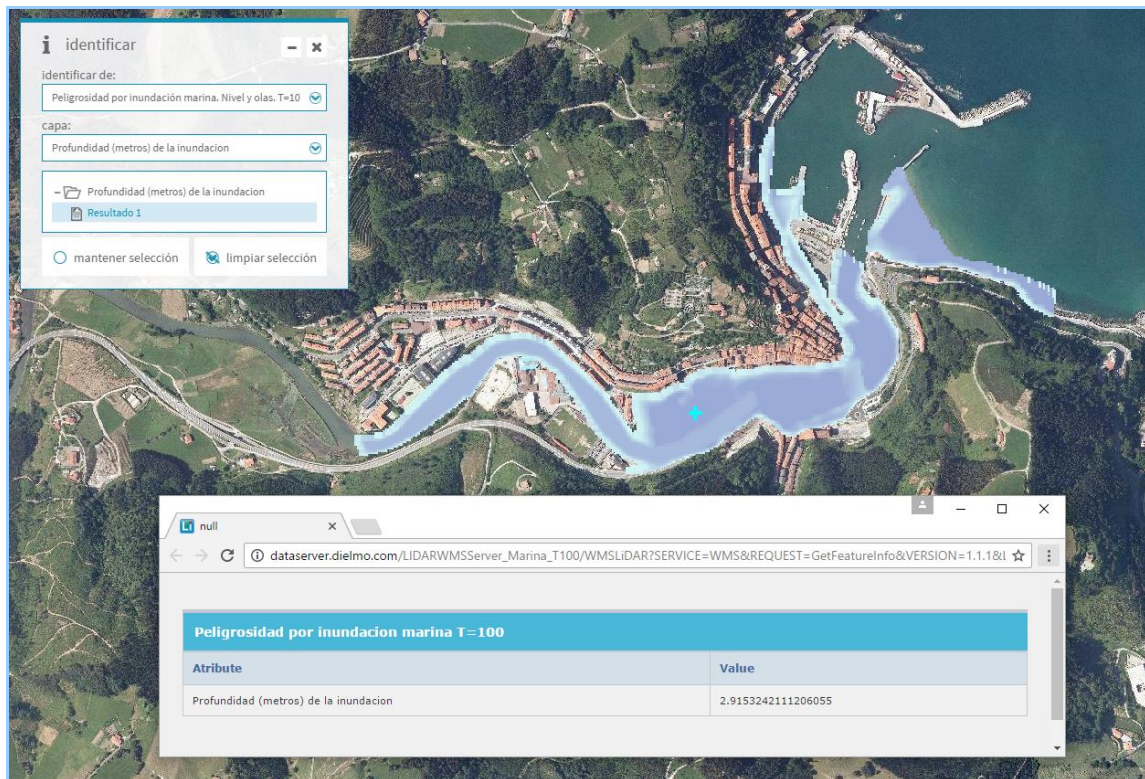 identificar
identificar de:
Peligrosidad por inundación marina. Nivel y olas. T=10
capa:
Profundidad (metros) de la inundacion
Profundidad (metros) de la inundacion
Resultado 1
mantener selección
limpiar selección
null
dataserver.dielmo.com/LIDARWMSServer_Marina_T100/WMSLiDAR?SERVICE=WMS&REQUEST=GetFeatureInfo&VERSION=1.1.1&L
Peligrosidad por inundacion marina T=100
Atribute Value
Profundidad (metros) de la inundacion 2.9153242111206055